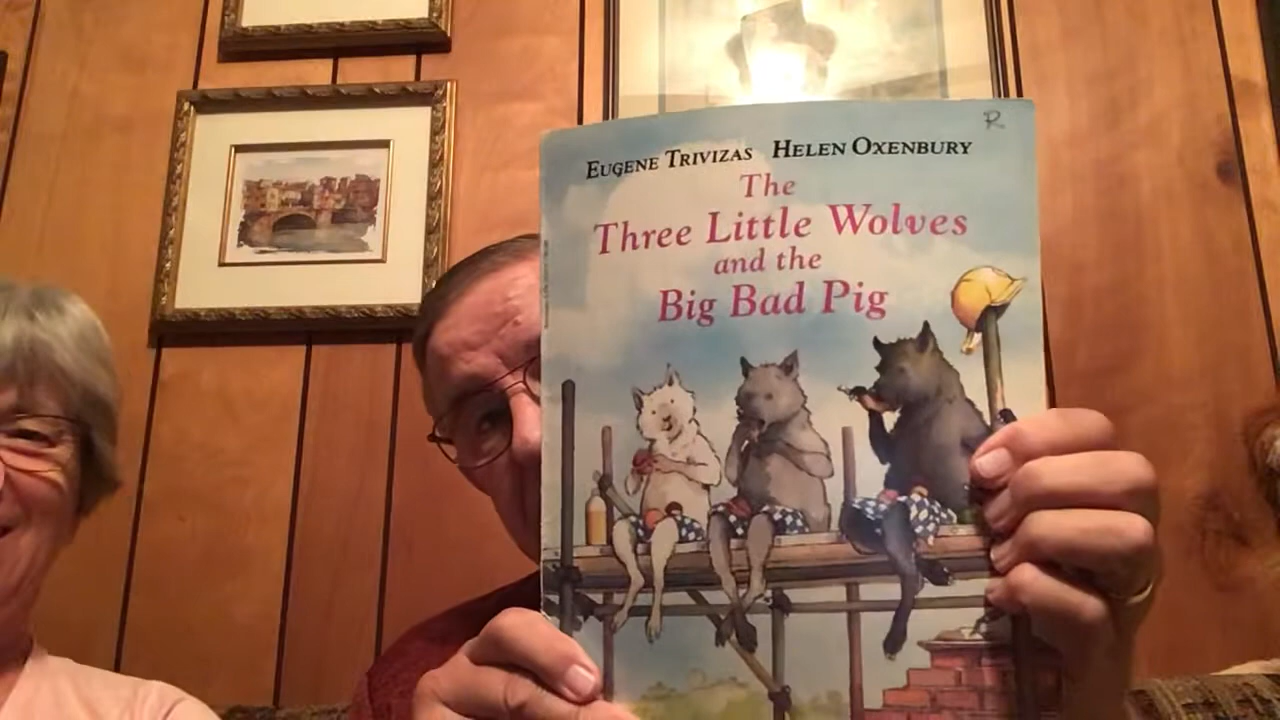 R
EUGENE TRIVIZAS HELEN OXENBURY
The
Three Little Wolves
and the
Big Bad Pig